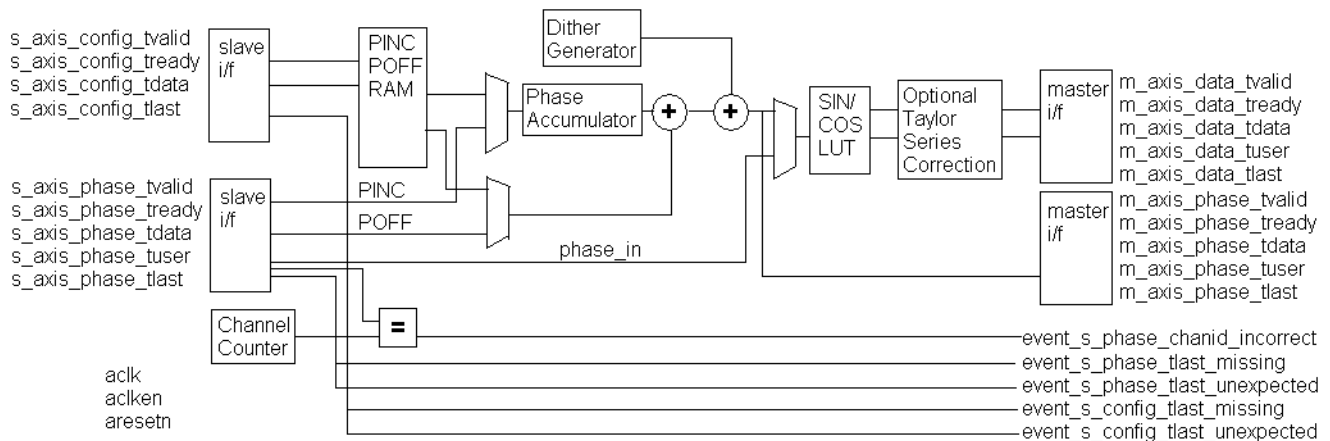 s_axis_config_tvalid
s_axis_config_tready
s_axis_config_tdata
s_axis_config_tlast
slave
i/f
PINC
POFF
RAM
Dither
Generator
Phase
Accumulator
+
+
SIN/
COS
LUT
Optional
Taylor
Series
Correction
master
i/f
m_axis_data_tvalid
m_axis_data_tready
m_axis_data_tdata
m_axis_data_tuser
m_axis_data_tlast
s_axis_phase_tvalid
s_axis_phase_tready
s_axis_phase_tdata
s_axis_phase_tuser
s_axis_phase_tlast
slave
i/f
PINC
POFF
phase_in
master
i/f
m_axis_phase_tvalid
m_axis_phase_tready
m_axis_phase_tdata
m_axis_phase_tuser
m_axis_phase_tlast
Channel
Counter
=
event_s_phase_chanid_incorrect
event_s_phase_tlast_missing
event_s_phase_tlast_unexpected
event_s_config_tlast_missing
event_s_config_tlast_unexpected
aclk
aclken
aresetn